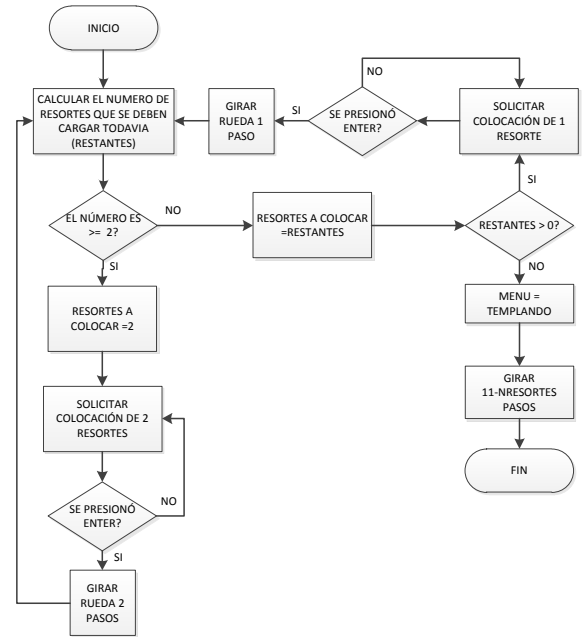 INICIO
CALCULAR EL NUMERO DE
RESORTES QUE SE DEBEN
CARGAR TODAVIA
(RESTANTES)
EL NÚMERO ES
>= 2?
NO
SI
RESORTES A
COLOCAR =2
SOLICITAR
COLOCACIÓN DE 2
RESORTES
SE PRESIONÓ
ENTER?
NO
SI
GIRAR
RUEDA 2
PASOS
RESORTES A COLOCAR
=RESTANTES
RESTANTES > 0?
SI
SOLICITAR
COLOCACIÓN DE 1
RESORTE
SE PRESIONÓ
ENTER?
NO
SI
GIRAR
RUEDA 1
PASO
NO
MENU =
TEMPLANDO
GIRAR
11-NRESORTES
PASOS
FIN